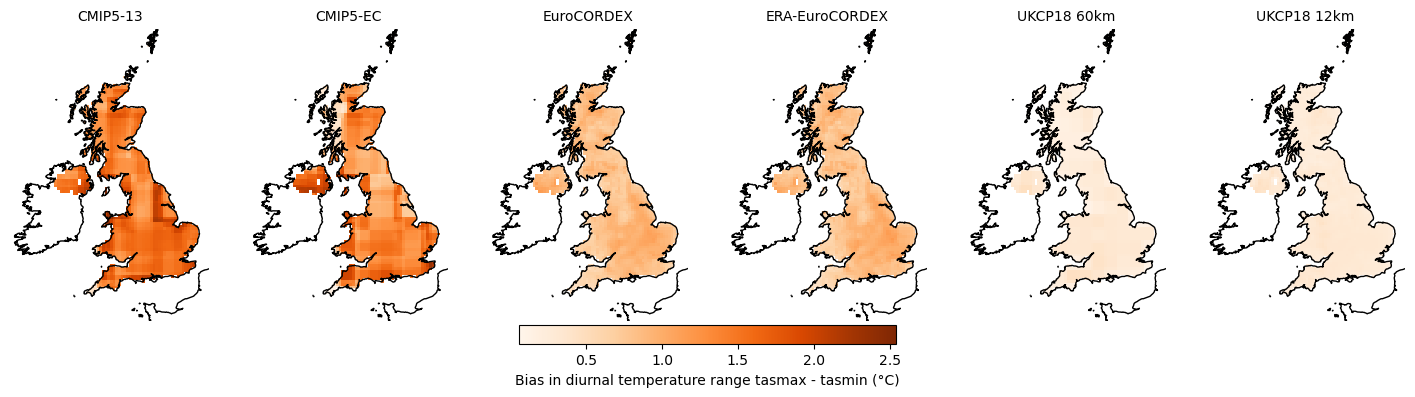 CMIP5-13 CMIP5-EC EuroCORDEX ERA-EuroCORDEX UKCP18 60km UKCP18 12km
0.5 1.0 1.5 2.0 2.5
Bias in diurnal temperature range tasmax - tasmin (°C)